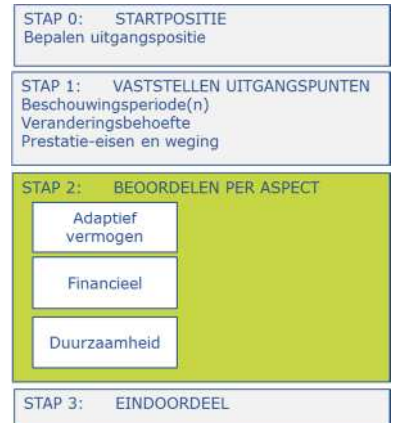 STAP 0: STARTPOSITIE
Bepalen uitgangspositie
STAP 1: VASTSTELLEN UITGANGSPUNTEN
Beschouwingsperiode(n)
Veranderingsbehoefte
Prestatie-eisen en weging
STAP 2: BEOORDELEN PER ASPECT
Adaptief
vermogen
Financieel
Duurzaamheid
STAP 3: EINDOORDEEL